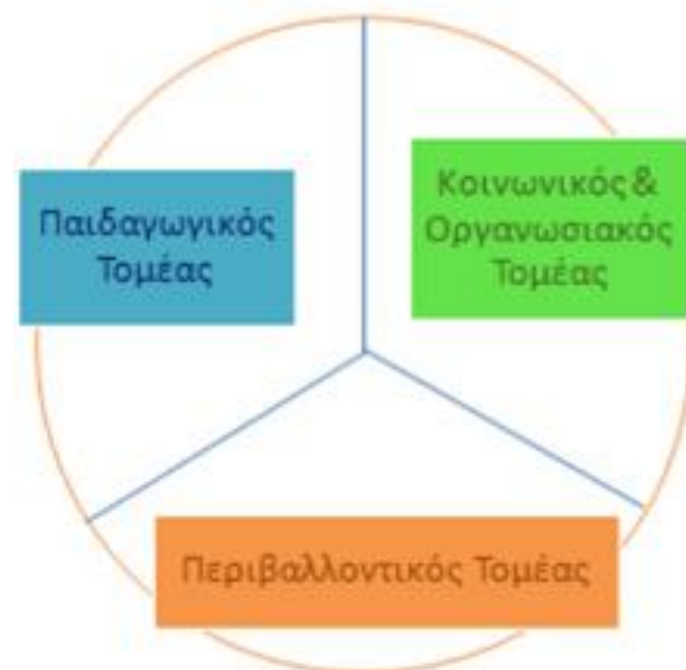 Παιδαγωγικός
Τομέας
Κοινωνικός &
Οργανωσιακός
Τομέας
Περιβαλλοντικός Τομέας